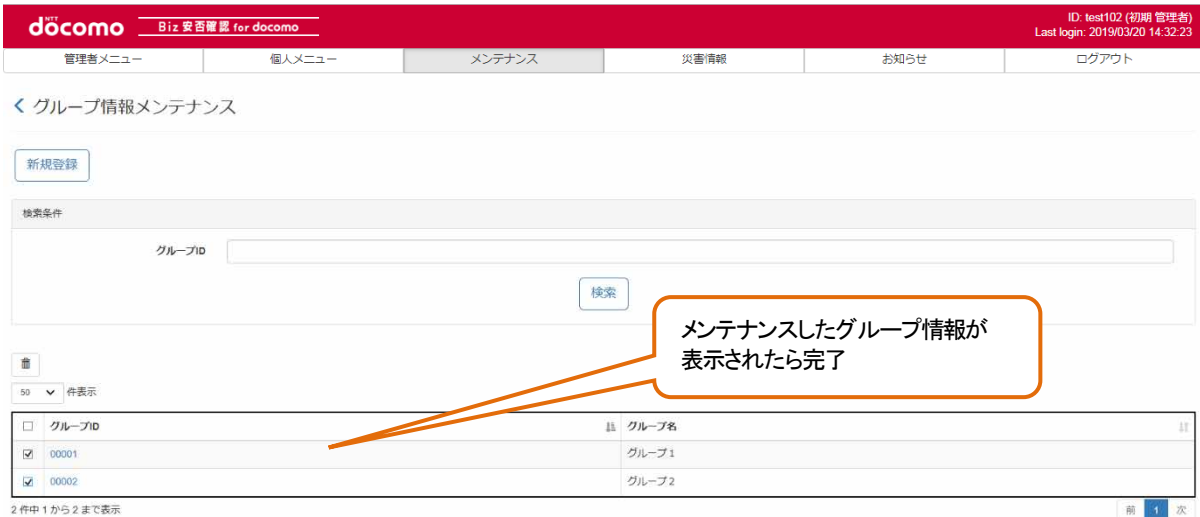 NTT
döcomo Biz 安否確認 for docomo
ID: test102 (初期 管理者)
Last login: 2019/03/20 14:32:23
管理者メニュー 個人メニュー メンテナンス 災害情報 お知らせ ログアウト
グループ情報メンテナンス
新規登録
検索条件
グループID
検索
メンテナンスしたグループ情報が
表示されたら完了
50 件表示
グループID グループ名
00001 グループ1
00002 グループ2
2 件中 1 から 2 まで表示
前 1 次